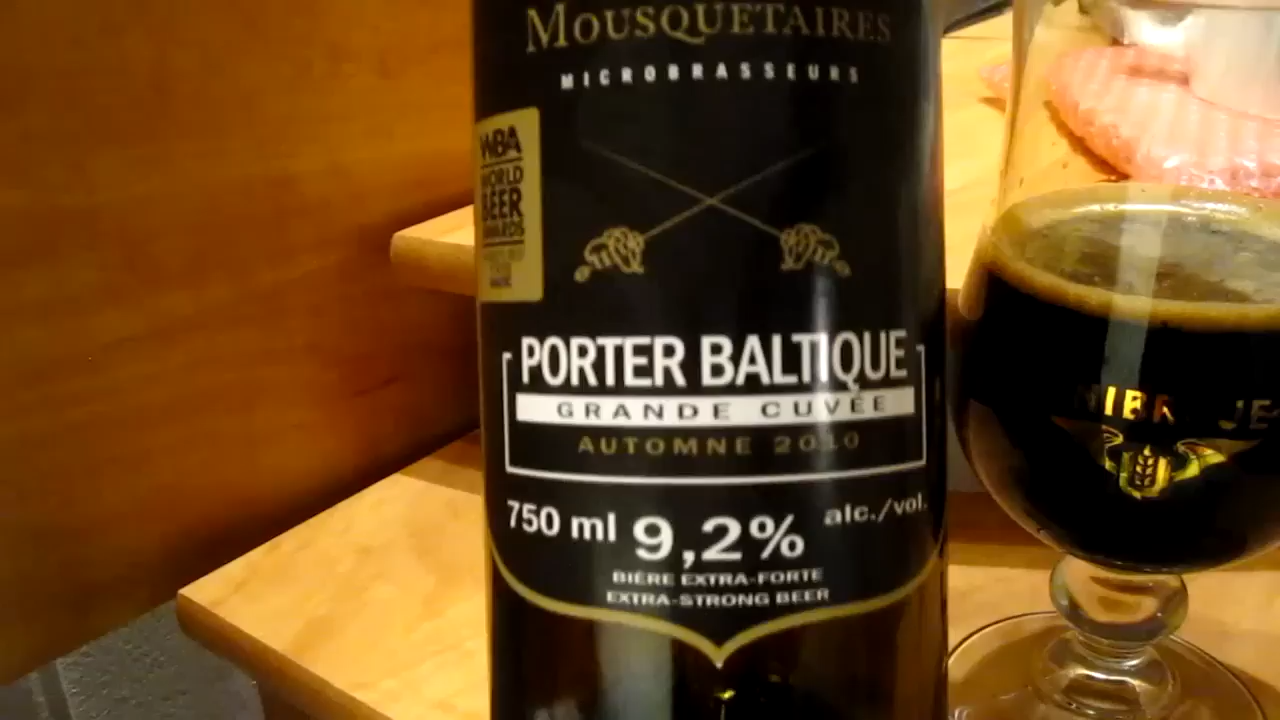 MOUSQUETAIRES
MICROBRASSEURS
WBA
WORLD
BEER
AWARDS
PORTER BALTIQUE
GRANDE CUVÉE
AUTOMNE 2010
750 ml 9,2% alc./vol.
BIÈRE EXTRA-FORTE
EXTRA-STRONG BEER